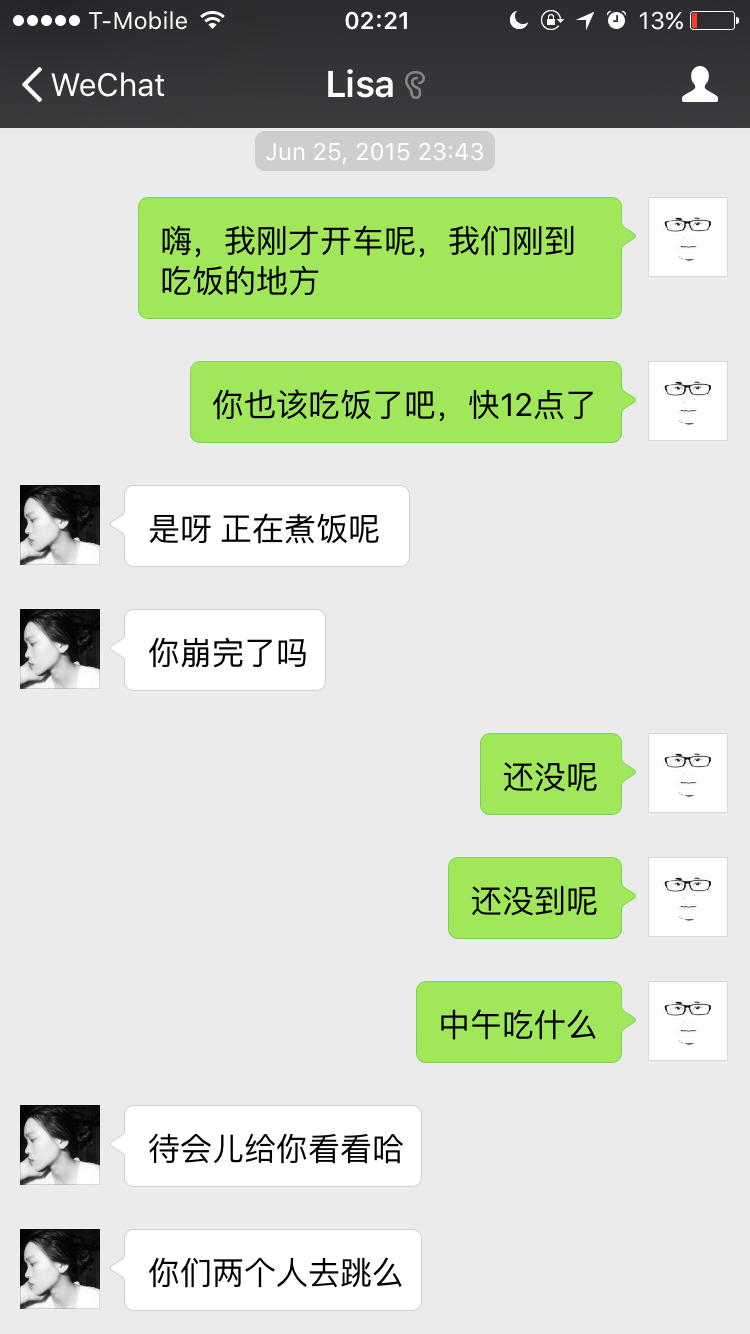 T-Mobile 02:21 13%
WeChat Lisa
Jun 25, 2015 23:43
嗨，我刚才开车呢，我们刚到
吃饭的地方
你也该吃饭了吧，快12点了
是呀 正在煮饭呢
你崩完了吗
还没呢
还没到呢
中午吃什么
待会儿给你看看哈
你们两个人去跳么